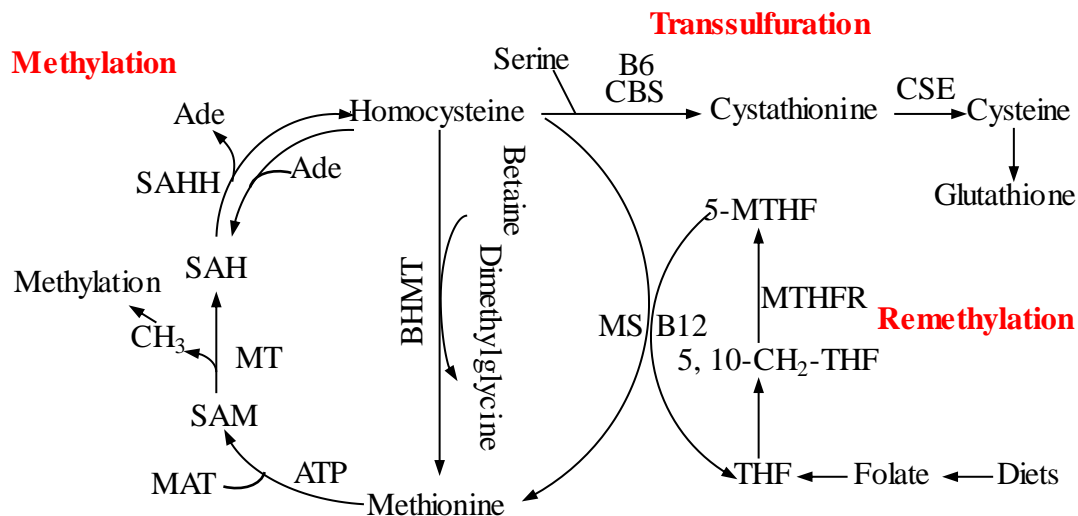 Transsulfuration
Methylation
Serine
B6
CBS
CSE
Ade
Homocysteine
Cystathionine
Cysteine
SAHH
Ade
Betaine
Glutathione
5-MTHF
SAH
Methylation
Dimethylglycine
BHMT
MTHFR
CH₃
MT
MS
B12
Remethylation
5, 10-CH₂-THF
SAM
MAT
ATP
THF
Folate
Diets
Methionine